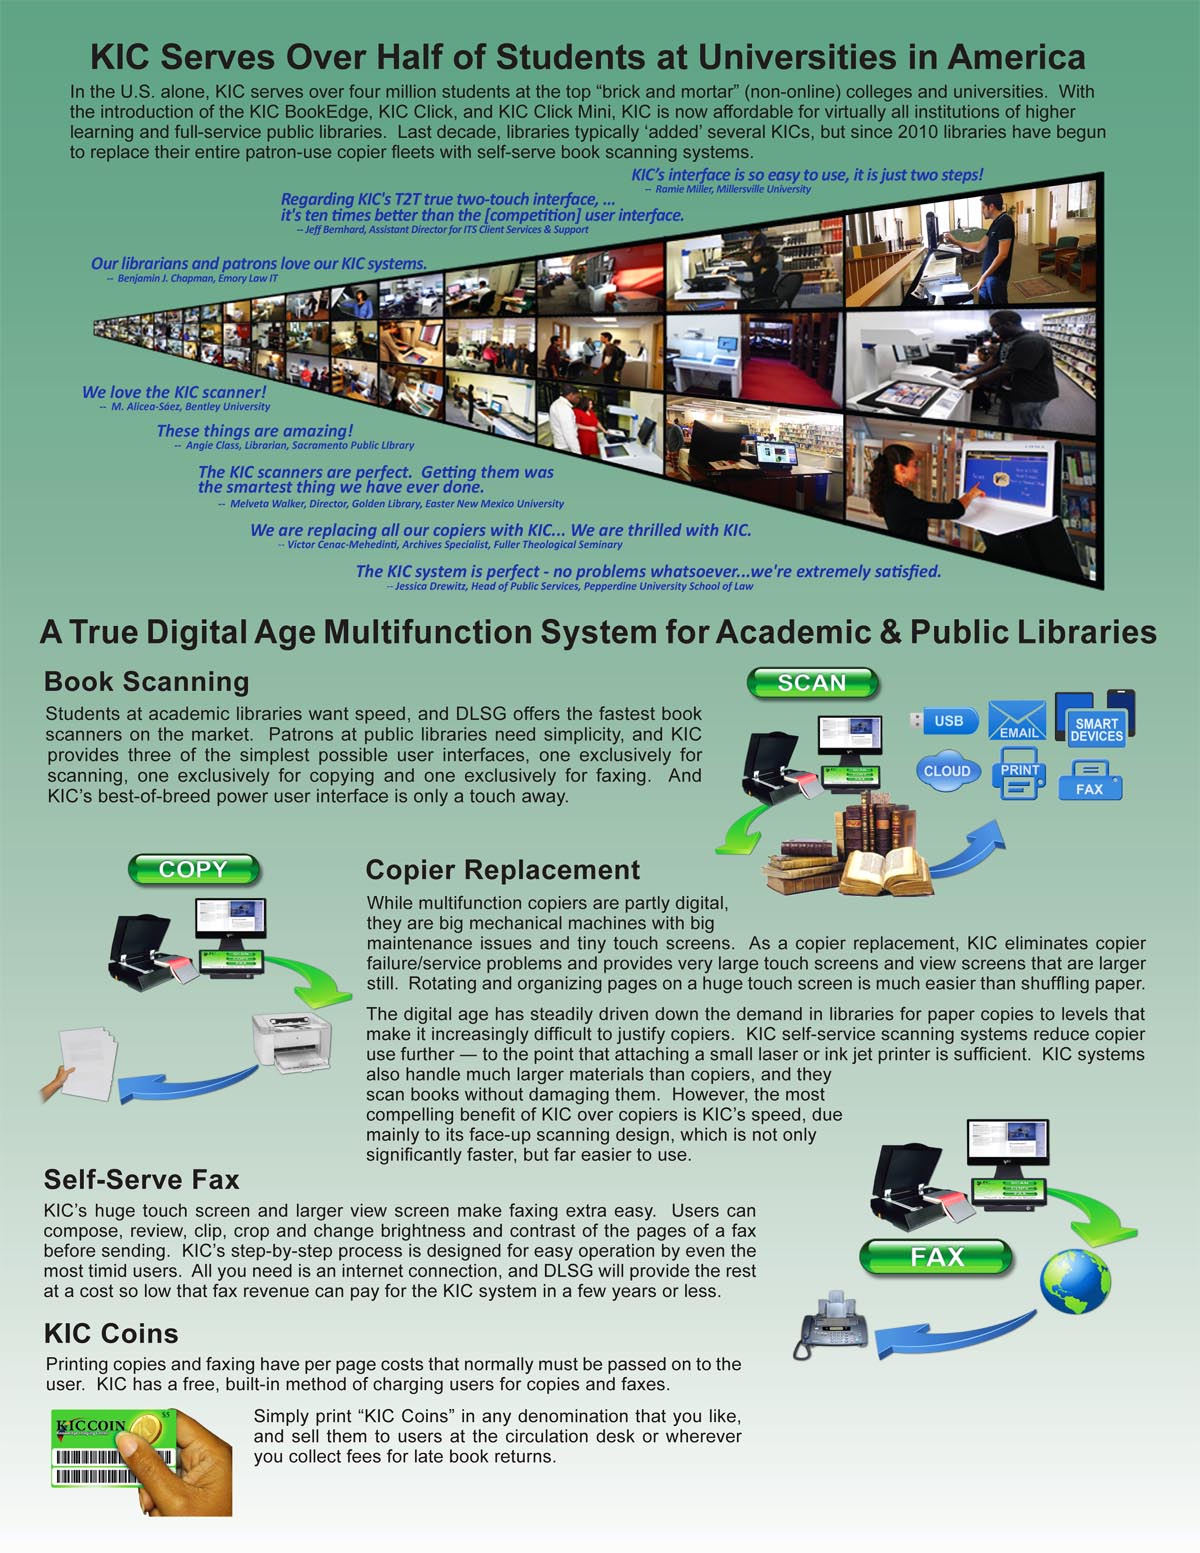 KIC Serves Over Half of Students at Universities in America
In the U.S. alone, KIC serves over four million students at the top “brick and mortar” (non-online) colleges and universities. With
the introduction of the KIC BookEdge, KIC Click, and KIC Click Mini, KIC is now affordable for virtually all institutions of higher
learning and full-service public libraries. Last decade, libraries typically ‘added’ several KICs, but since 2010 libraries have begun
to replace their entire patron-use copier fleets with self-serve book scanning systems.
KIC’s interface is so easy to use, it is just two steps!
-- Ramie Miller, Millersville University
Regarding KIC's T2T true two-touch interface, ...
it's ten times better than the [competition] user interface.
-- Jeff Bernhard, Assistant Director for ITS Client Services & Support
Our librarians and patrons love our KIC systems.
-- Benjamin J. Chapman, Emory Law IT
We love the KIC scanner!
-- M. Alicea-Sáez, Bentley University
These things are amazing!
-- Angie Class, Librarian, Sacramento Public LIbrary
The KIC scanners are perfect. Getting them was
the smartest thing we have ever done.
-- Melveta Walker, Director, Golden Library, Easter New Mexico University
We are replacing all our copiers with KIC... We are thrilled with KIC.
-- Victor Cenac-Mehedinti, Archives Specialist, Fuller Theological Seminary
The KIC system is perfect - no problems whatsoever...we're extremely satisfied.
-- Jessica Drewitz, Head of Public Services, Pepperdine University School of Law
A True Digital Age Multifunction System for Academic & Public Libraries
Book Scanning
Students at academic libraries want speed, and DLSG offers the fastest book
scanners on the market. Patrons at public libraries need simplicity, and KIC
provides three of the simplest possible user interfaces, one exclusively for
scanning, one exclusively for copying and one exclusively for faxing. And
KIC’s best-of-breed power user interface is only a touch away.
SCAN
USB
EMAIL
SMART
DEVICES
CLOUD
PRINT
FAX
COPY
Copier Replacement
While multifunction copiers are partly digital,
they are big mechanical machines with big
maintenance issues and tiny touch screens. As a copier replacement, KIC eliminates copier
failure/service problems and provides very large touch screens and view screens that are larger
still. Rotating and organizing pages on a huge touch screen is much easier than shuffling paper.
The digital age has steadily driven down the demand in libraries for paper copies to levels that
make it increasingly difficult to justify copiers. KIC self-service scanning systems reduce copier
use further — to the point that attaching a small laser or ink jet printer is sufficient. KIC systems
also handle much larger materials than copiers, and they
scan books without damaging them. However, the most
compelling benefit of KIC over copiers is KIC’s speed, due
mainly to its face-up scanning design, which is not only
significantly faster, but far easier to use.
Self-Serve Fax
KIC’s huge touch screen and larger view screen make faxing extra easy. Users can
compose, review, clip, crop and change brightness and contrast of the pages of a fax
before sending. KIC’s step-by-step process is designed for easy operation by even the
most timid users. All you need is an internet connection, and DLSG will provide the rest
at a cost so low that fax revenue can pay for the KIC system in a few years or less.
FAX
KIC Coins
Printing copies and faxing have per page costs that normally must be passed on to the
user. KIC has a free, built-in method of charging users for copies and faxes.
KIC COIN
$5
Simply print “KIC Coins” in any denomination that you like,
and sell them to users at the circulation desk or wherever
you collect fees for late book returns.